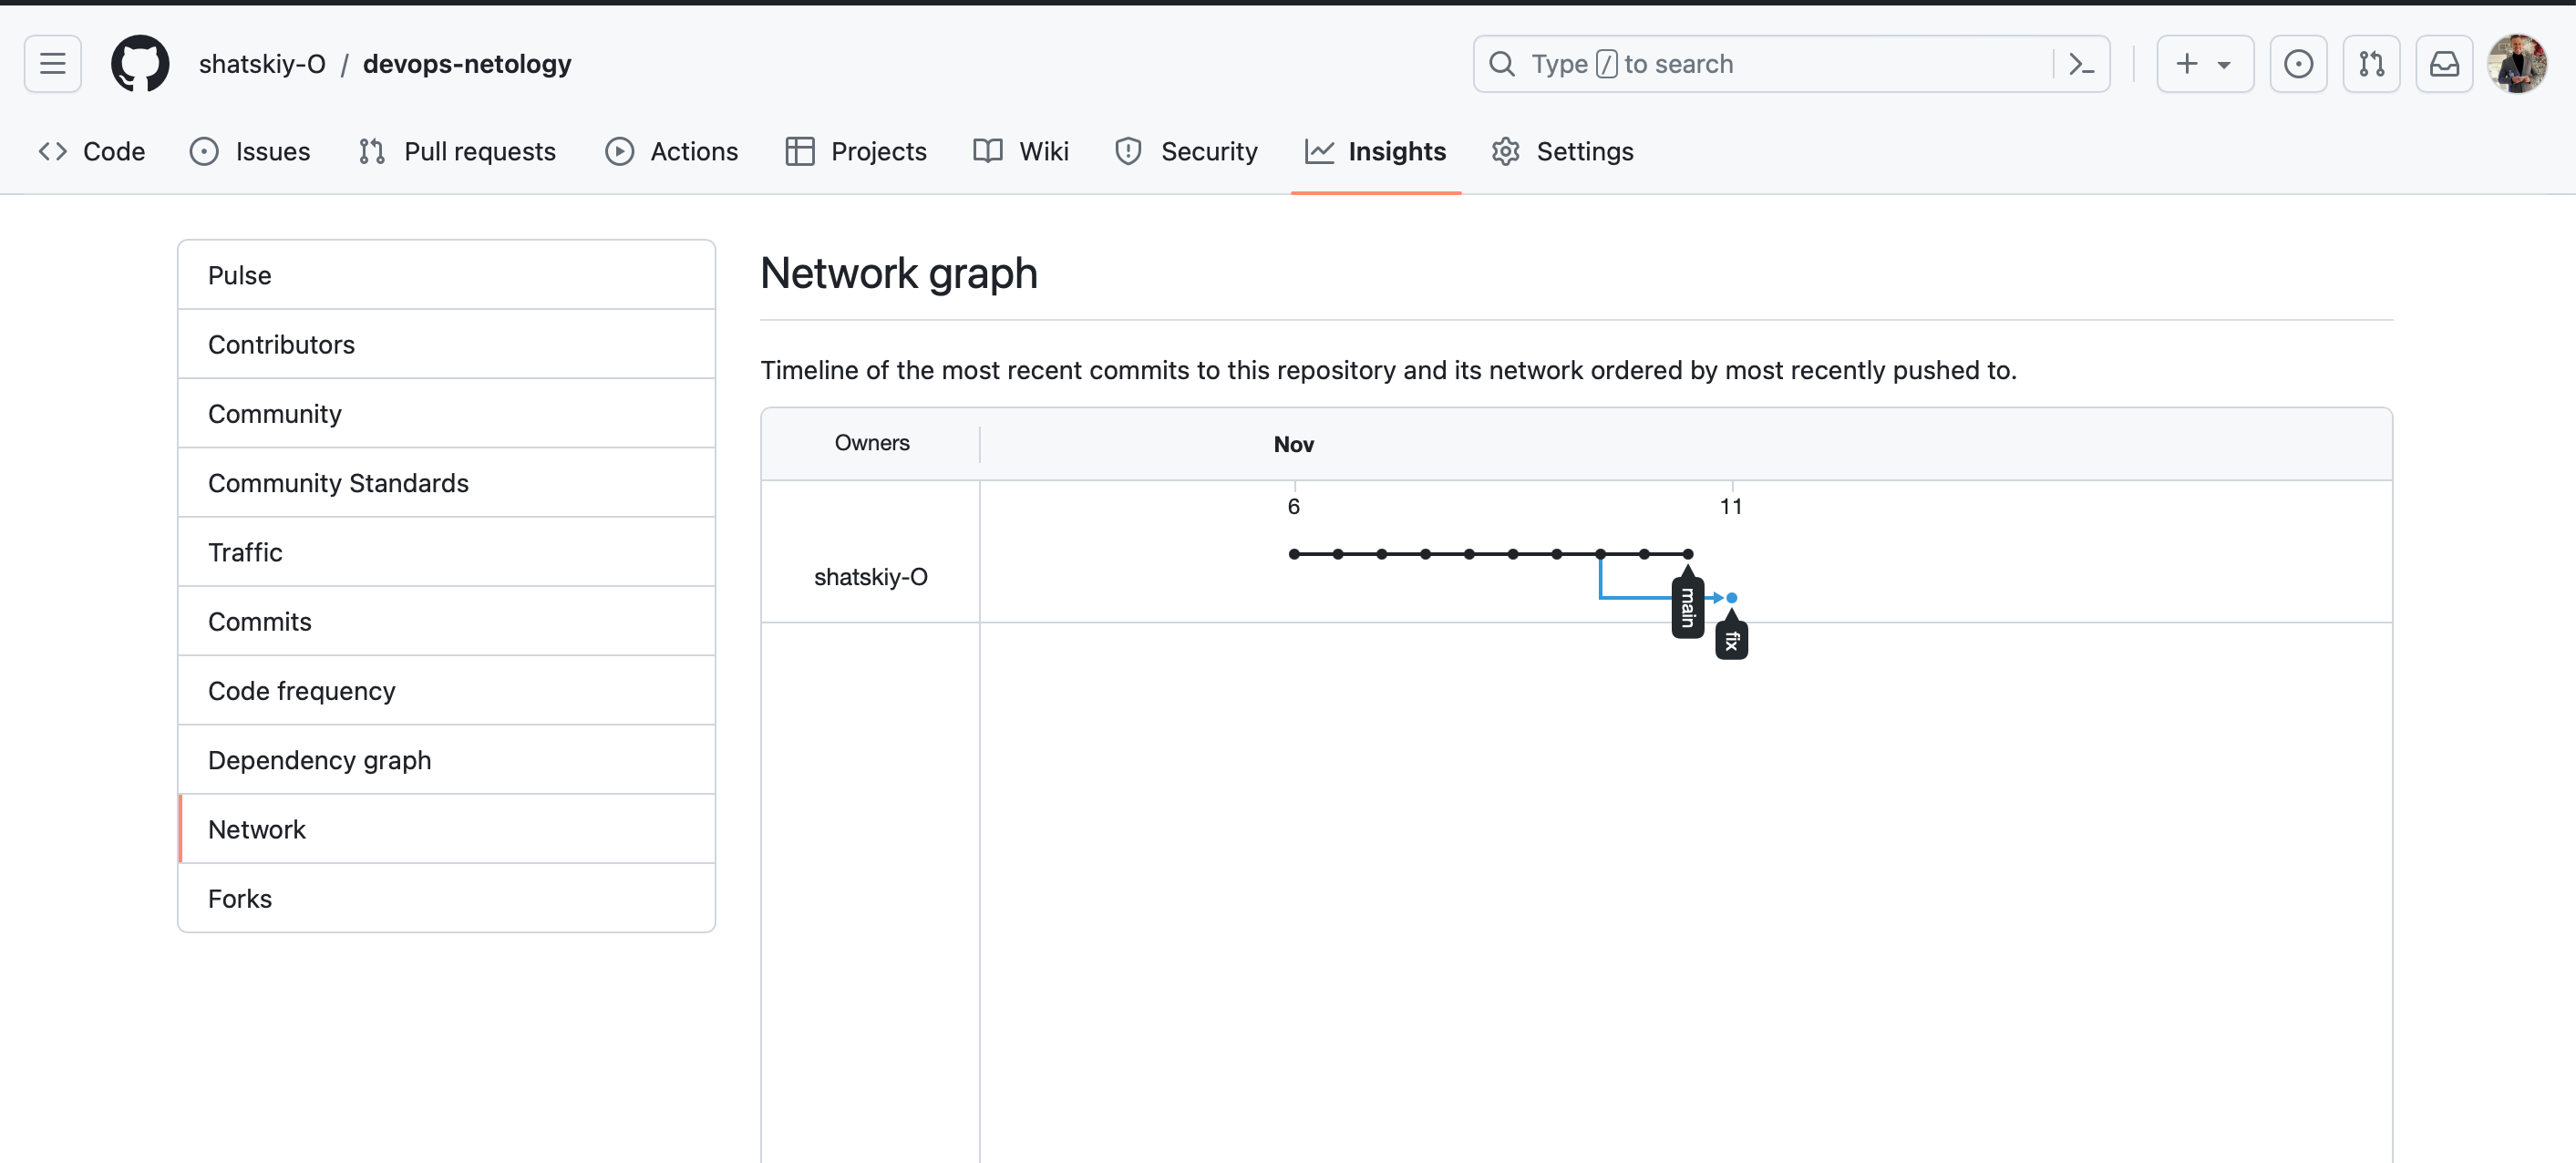 shatskiy-O / devops-netology
Type / to search
Code Issues Pull requests Actions Projects Wiki Security Insights Settings
Pulse
Contributors
Community
Community Standards
Traffic
Commits
Code frequency
Dependency graph
Network
Forks
Network graph
Timeline of the most recent commits to this repository and its network ordered by most recently pushed to.
Owners Nov
6 11
shatskiy-O
main
fix